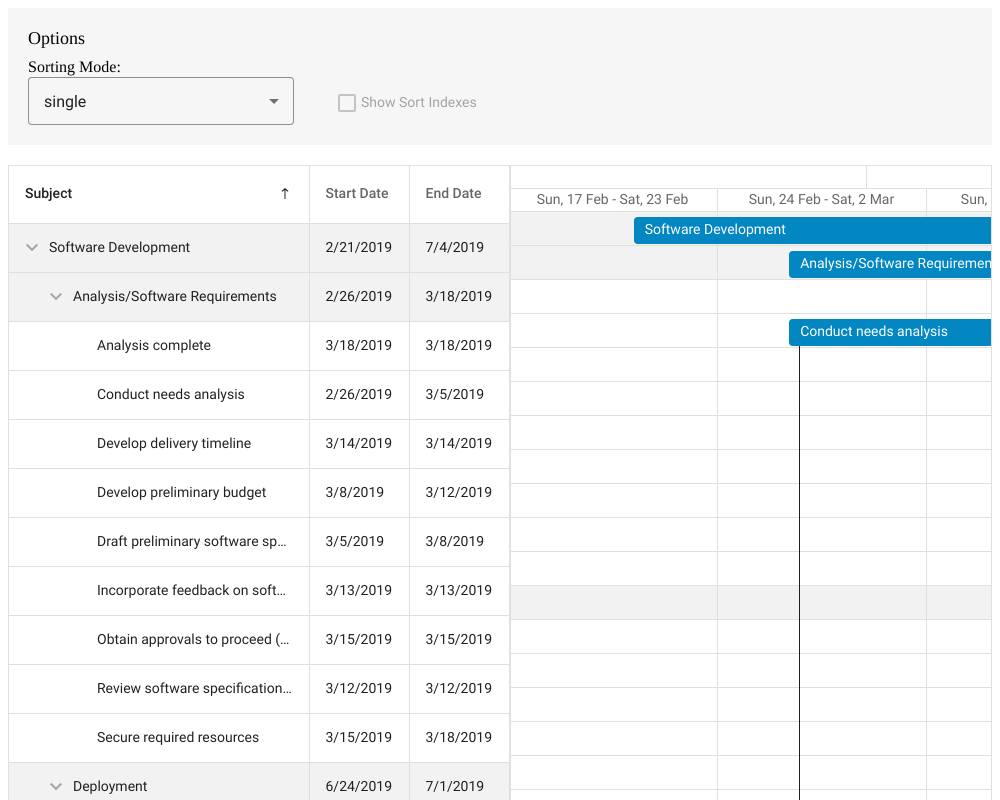 Options
Sorting Mode:
single
Show Sort Indexes
Subject Start Date End Date
Sun, 17 Feb - Sat, 23 Feb Sun, 24 Feb - Sat, 2 Mar Sun,
Software Development 2/21/2019 7/4/2019
Analysis/Software Requirements 2/26/2019 3/18/2019
Analysis complete 3/18/2019 3/18/2019
Conduct needs analysis 2/26/2019 3/5/2019
Develop delivery timeline 3/14/2019 3/14/2019
Develop preliminary budget 3/8/2019 3/12/2019
Draft preliminary software sp... 3/5/2019 3/8/2019
Incorporate feedback on soft... 3/13/2019 3/13/2019
Obtain approvals to proceed (... 3/15/2019 3/15/2019
Review software specification... 3/12/2019 3/12/2019
Secure required resources 3/15/2019 3/18/2019
Deployment 6/24/2019 7/1/2019
Software Development
Analysis/Software Requiremen
Conduct needs analysis